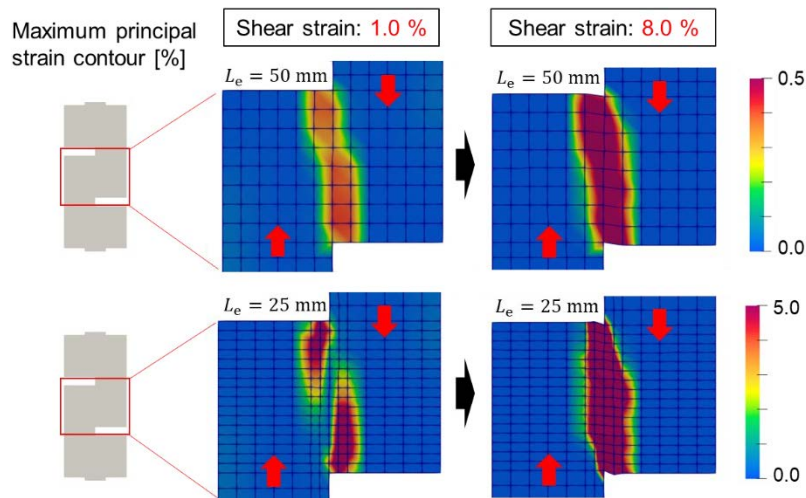 Maximum principal
strain contour [%]
Shear strain: 1.0 %
Shear strain: 8.0 %
Lₑ = 50 mm
Lₑ = 50 mm
0.5
0.0
Lₑ = 25 mm
Lₑ = 25 mm
5.0
0.0